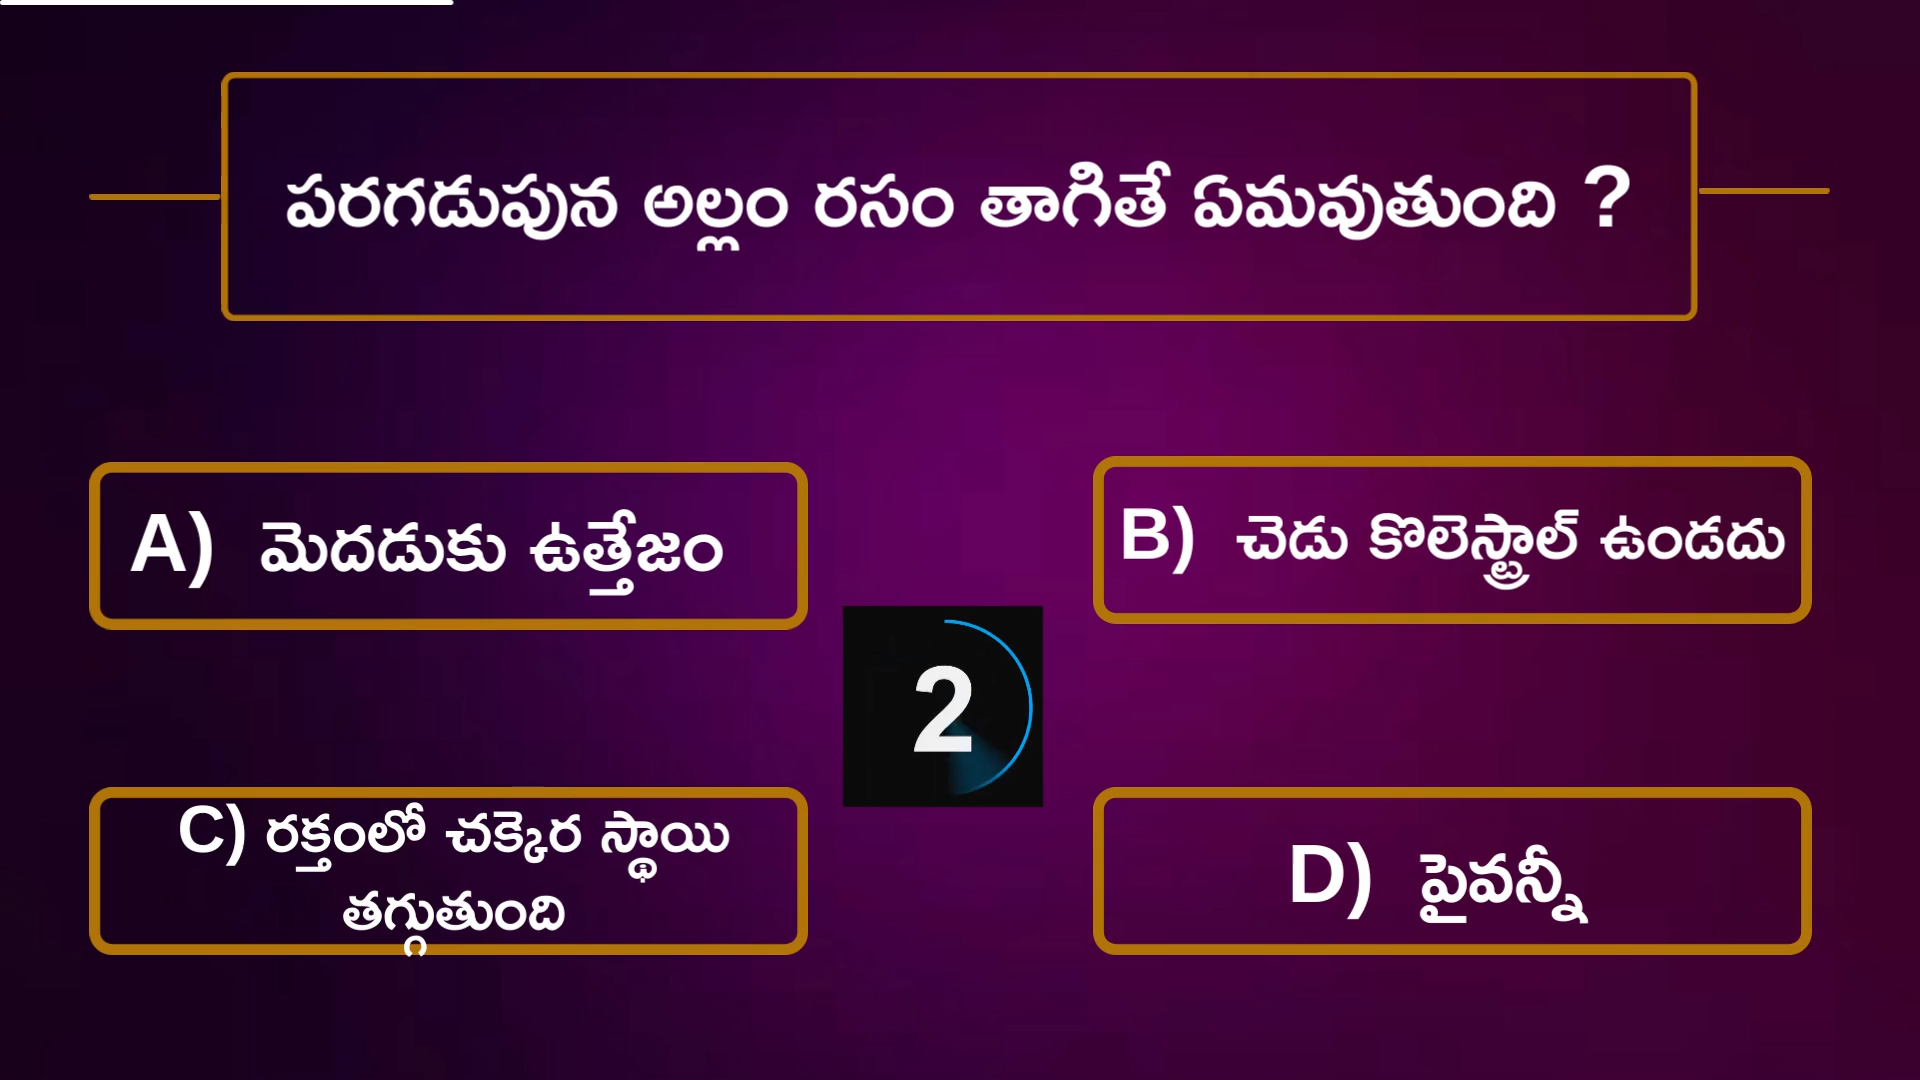 పరగడుపున అల్లం రసం తాగితే ఏమవుతుంది ?
A) మెదడుకు ఉత్తేజం
B) చెడు కొలెస్ట్రాల్ ఉండదు
2
C) రక్తంలో చక్కెర స్థాయి
తగ్గుతుంది
D) పైవన్నీ